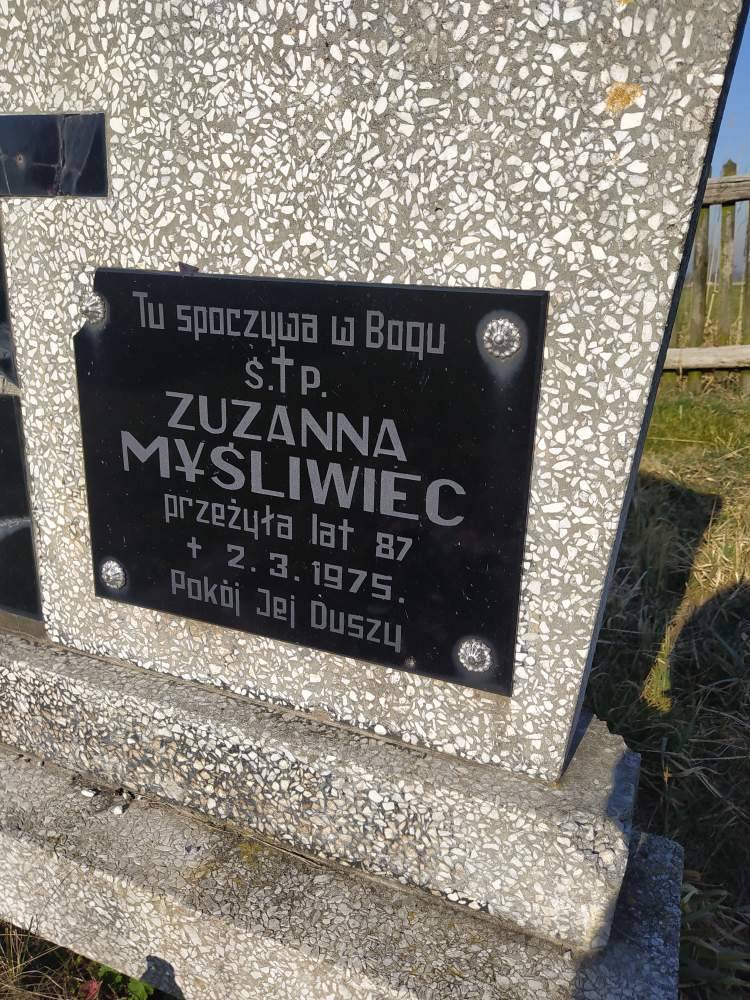 Tu spoczywa w Bogu
Ś.†P.
ZUZANNA
MYŚLIWIEC
przeżyła lat 87
† 2.3.1975.
Pokój Jej Duszy